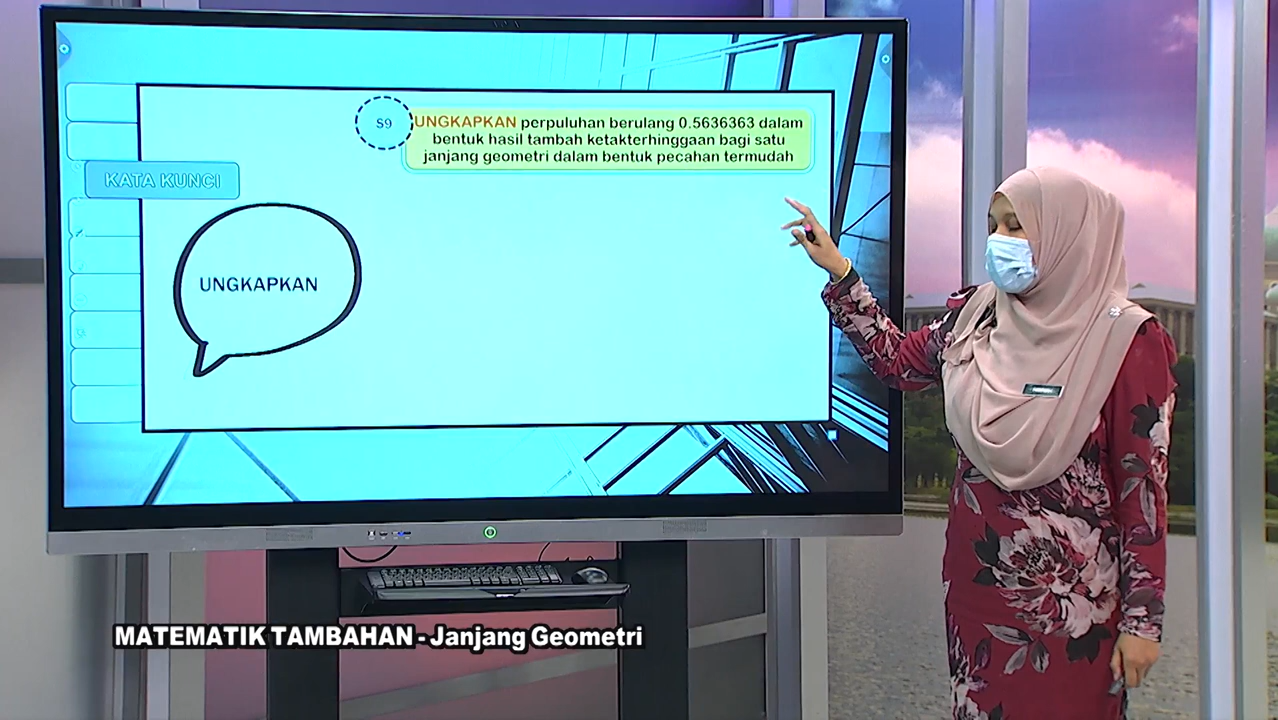 S9
UNGKAPKAN perpuluhan berulang 0.5636363 dalam
bentuk hasil tambah ketakterhinggaan bagi satu
janjang geometri dalam bentuk pecahan termudah
KATA KUNCI
UNGKAPKAN
MATEMATIK TAMBAHAN - Janjang Geometri